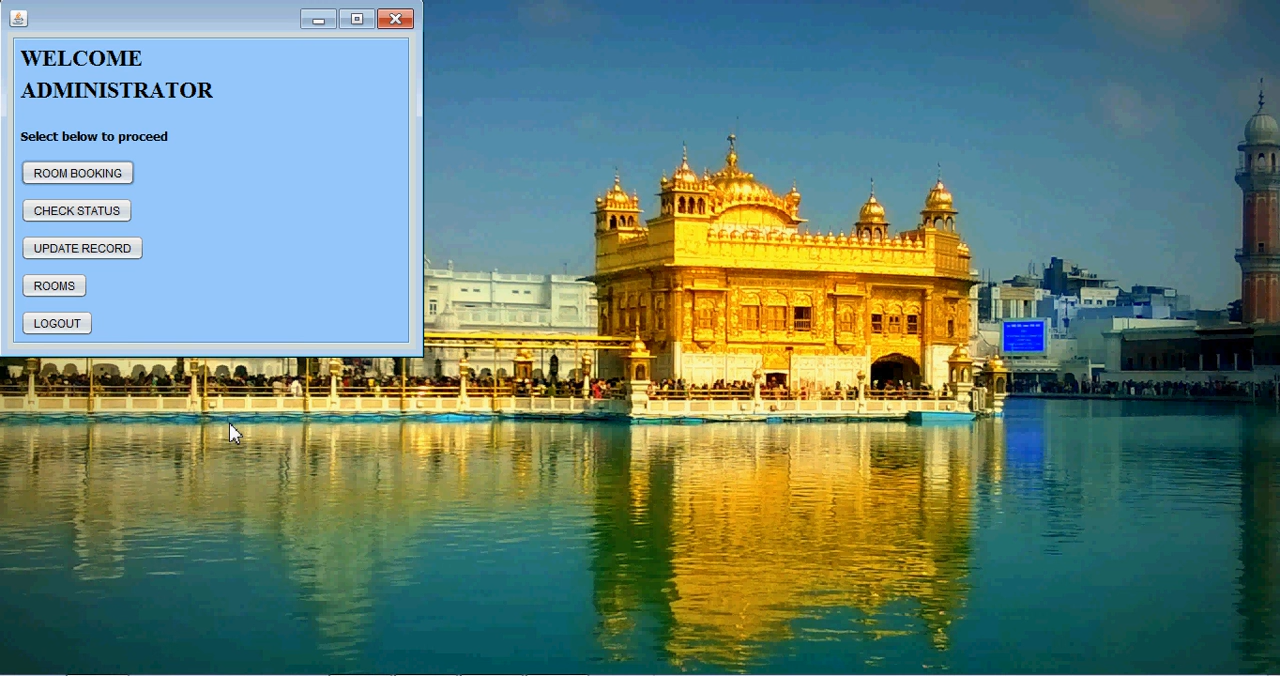 WELCOME
ADMINISTRATOR
Select below to proceed
ROOM BOOKING
CHECK STATUS
UPDATE RECORD
ROOMS
LOGOUT